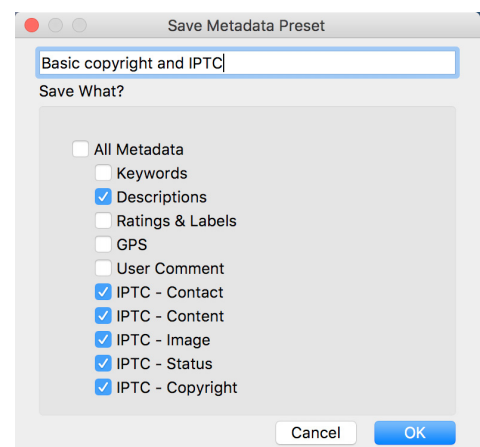 Save Metadata Preset
Basic copyright and IPTC
Save What?
All Metadata
Keywords
Descriptions
Ratings & Labels
GPS
User Comment
IPTC - Contact
IPTC - Content
IPTC - Image
IPTC - Status
IPTC - Copyright
Cancel OK